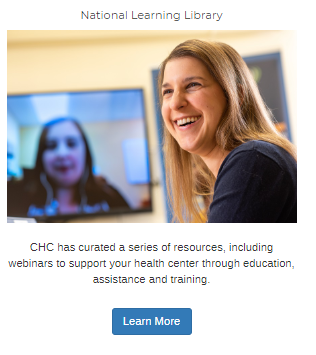 National Learning Library
CHC has curated a series of resources, including
webinars to support your health center through education,
assistance and training.
Learn More